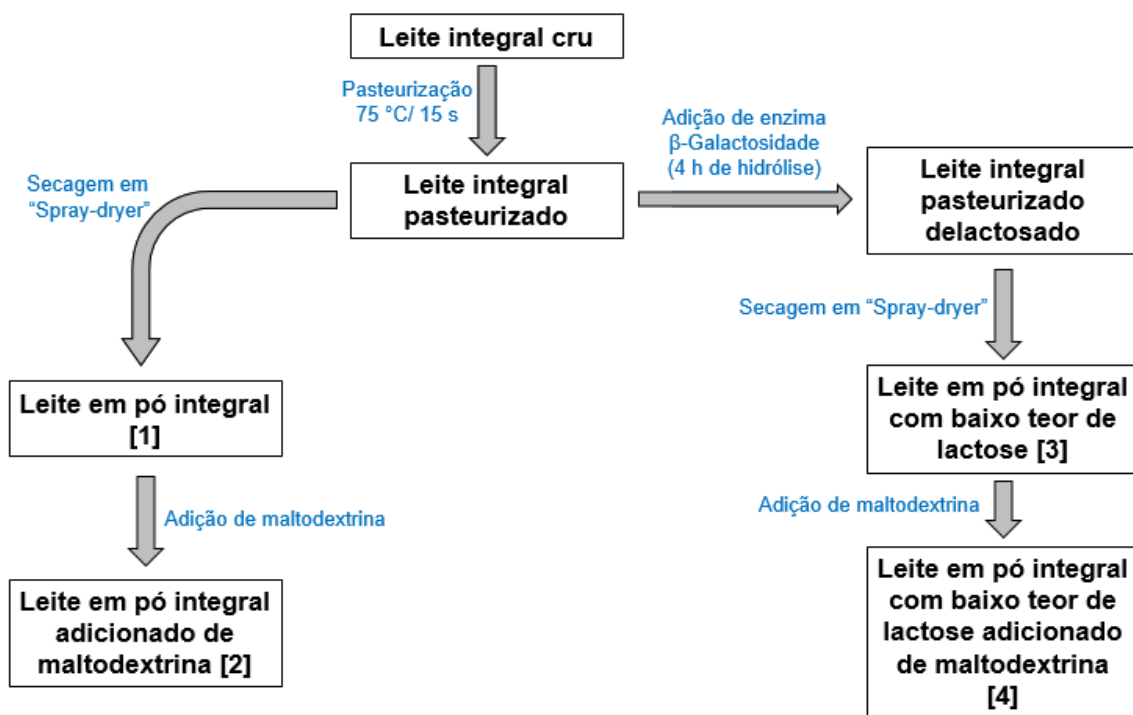 Leite integral cru
Pasteurização
75 °C/ 15 s
Adição de enzima
β-Galactosidade
(4 h de hidrólise)
Secagem em
“Spray-dryer”
Leite integral
pasteurizado
Leite integral
pasteurizado
delactosado
Secagem em “Spray-dryer”
Leite em pó integral
[1]
Leite em pó integral
com baixo teor de
lactose [3]
Adição de maltodextrina
Adição de maltodextrina
Leite em pó integral
adicionado de
maltodextrina [2]
Leite em pó integral
com baixo teor de
lactose adicionado
de maltodextrina
[4]